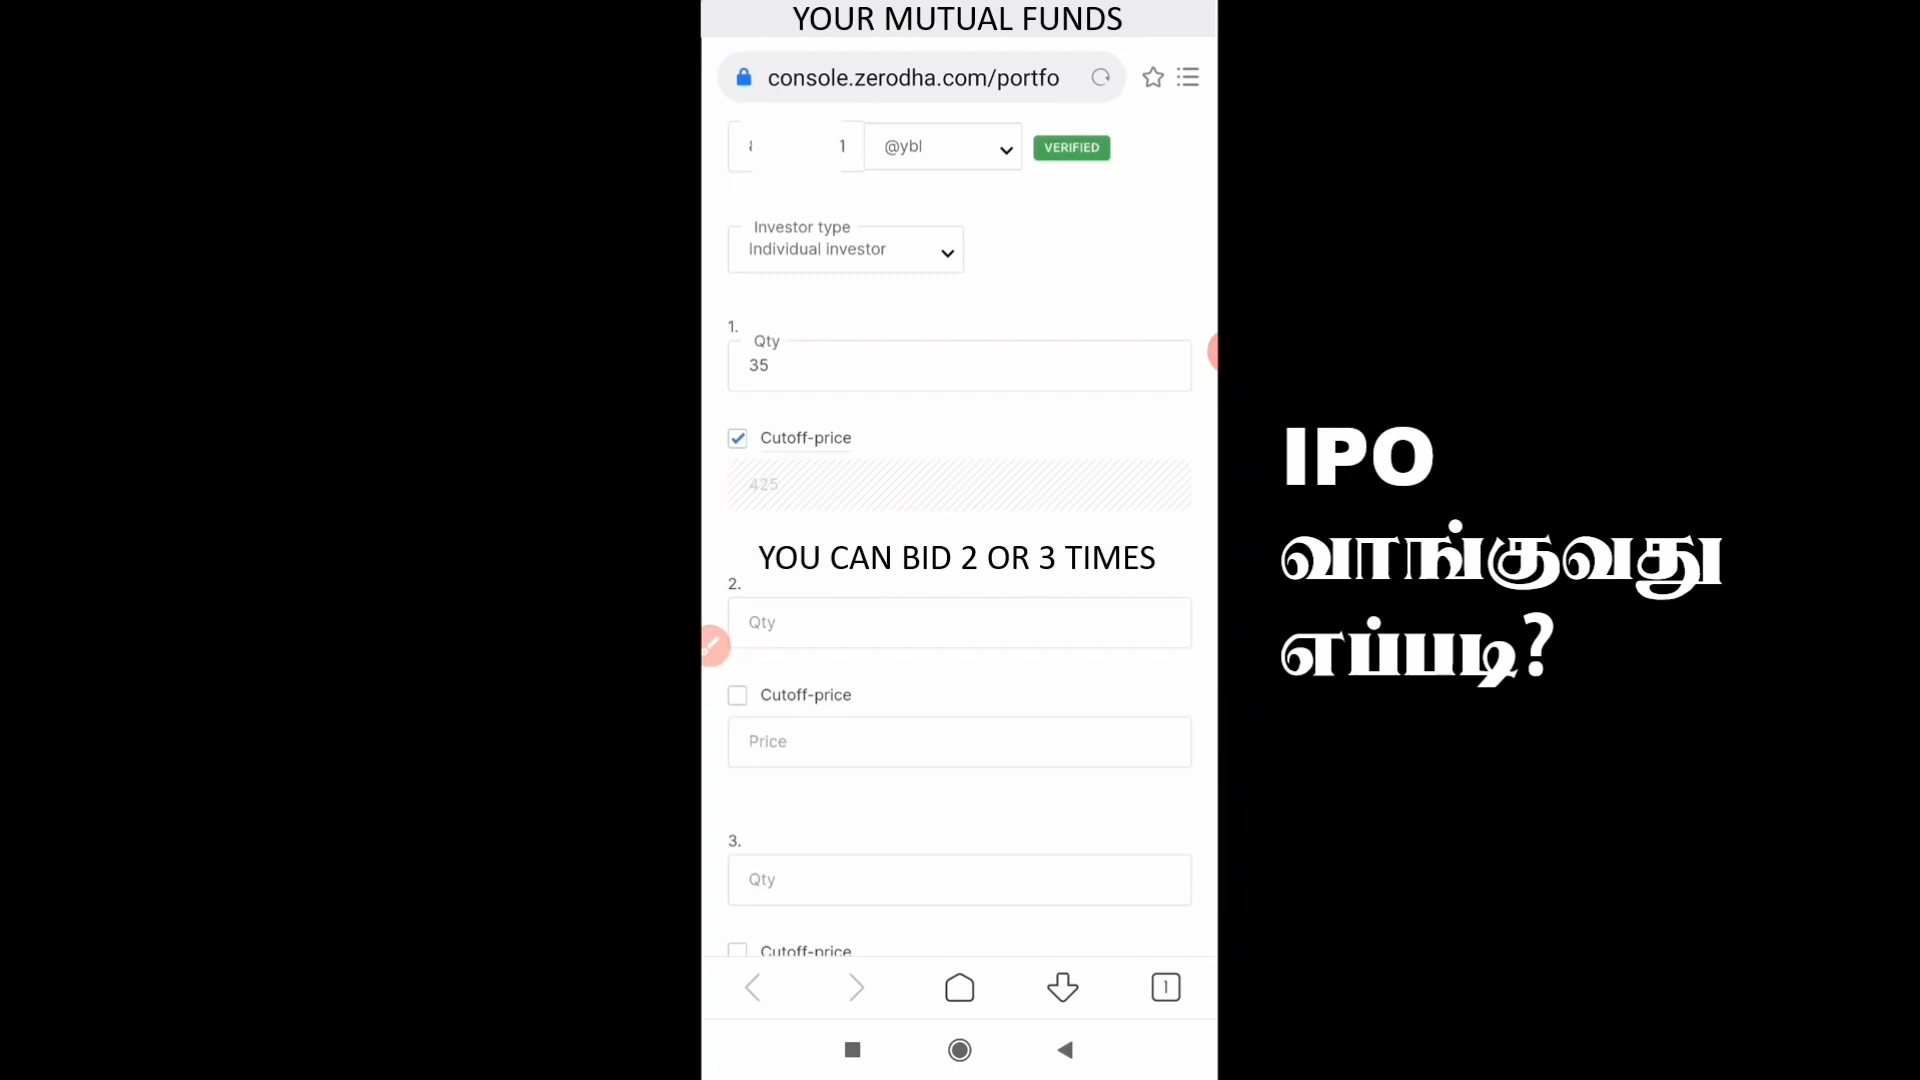 YOUR MUTUAL FUNDS
console.zerodha.com/portfo
1
@ybl
VERIFIED
Investor type
Individual investor
1.
Qty
35
Cutoff-price
425
YOU CAN BID 2 OR 3 TIMES
2.
Qty
Cutoff-price
Price
3.
Qty
Cutoff-price
1
IPO
வாங்குவது
எப்படி?